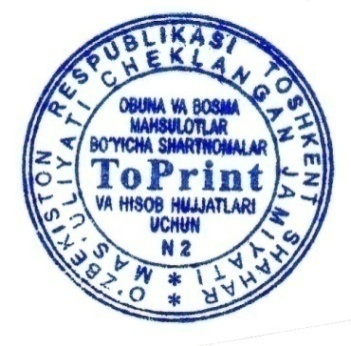 O'ZBEKISTON RESPUBLIKASI TOSHKENT SHAHAR
MAS'ULIYATI CHEKLANGAN JAMIYATI
OBUNA VA BOSMA
MAHSULOTLAR
BO'YICHA SHARTNOMALAR
ToPrint
VA HISOB HUJJATLARI
UCHUN
N 2
* *